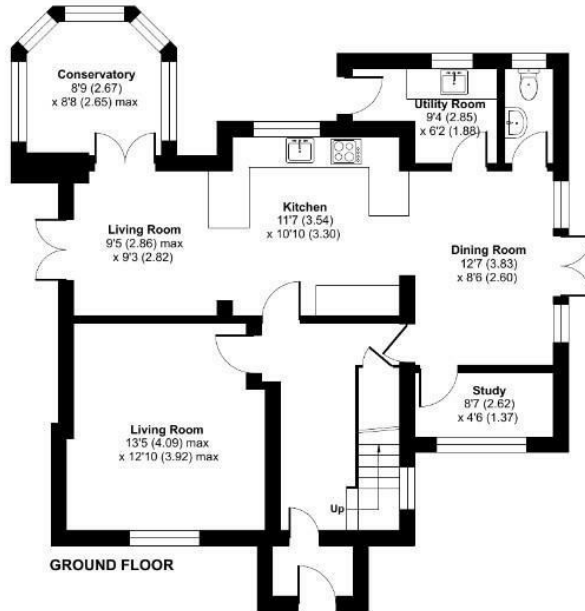 Conservatory
8'9 (2.67)
x 8'8 (2.65) max
Utility Room
9'4 (2.85)
x 6'2 (1.88)
Kitchen
11'7 (3.54)
x 10'10 (3.30)
Living Room
9'5 (2.86) max
x 9'3 (2.82)
Dining Room
12'7 (3.83)
x 8'6 (2.60)
Study
8'7 (2.62)
x 4'6 (1.37)
Living Room
13'5 (4.09) max
x 12'10 (3.92) max
Up
GROUND FLOOR